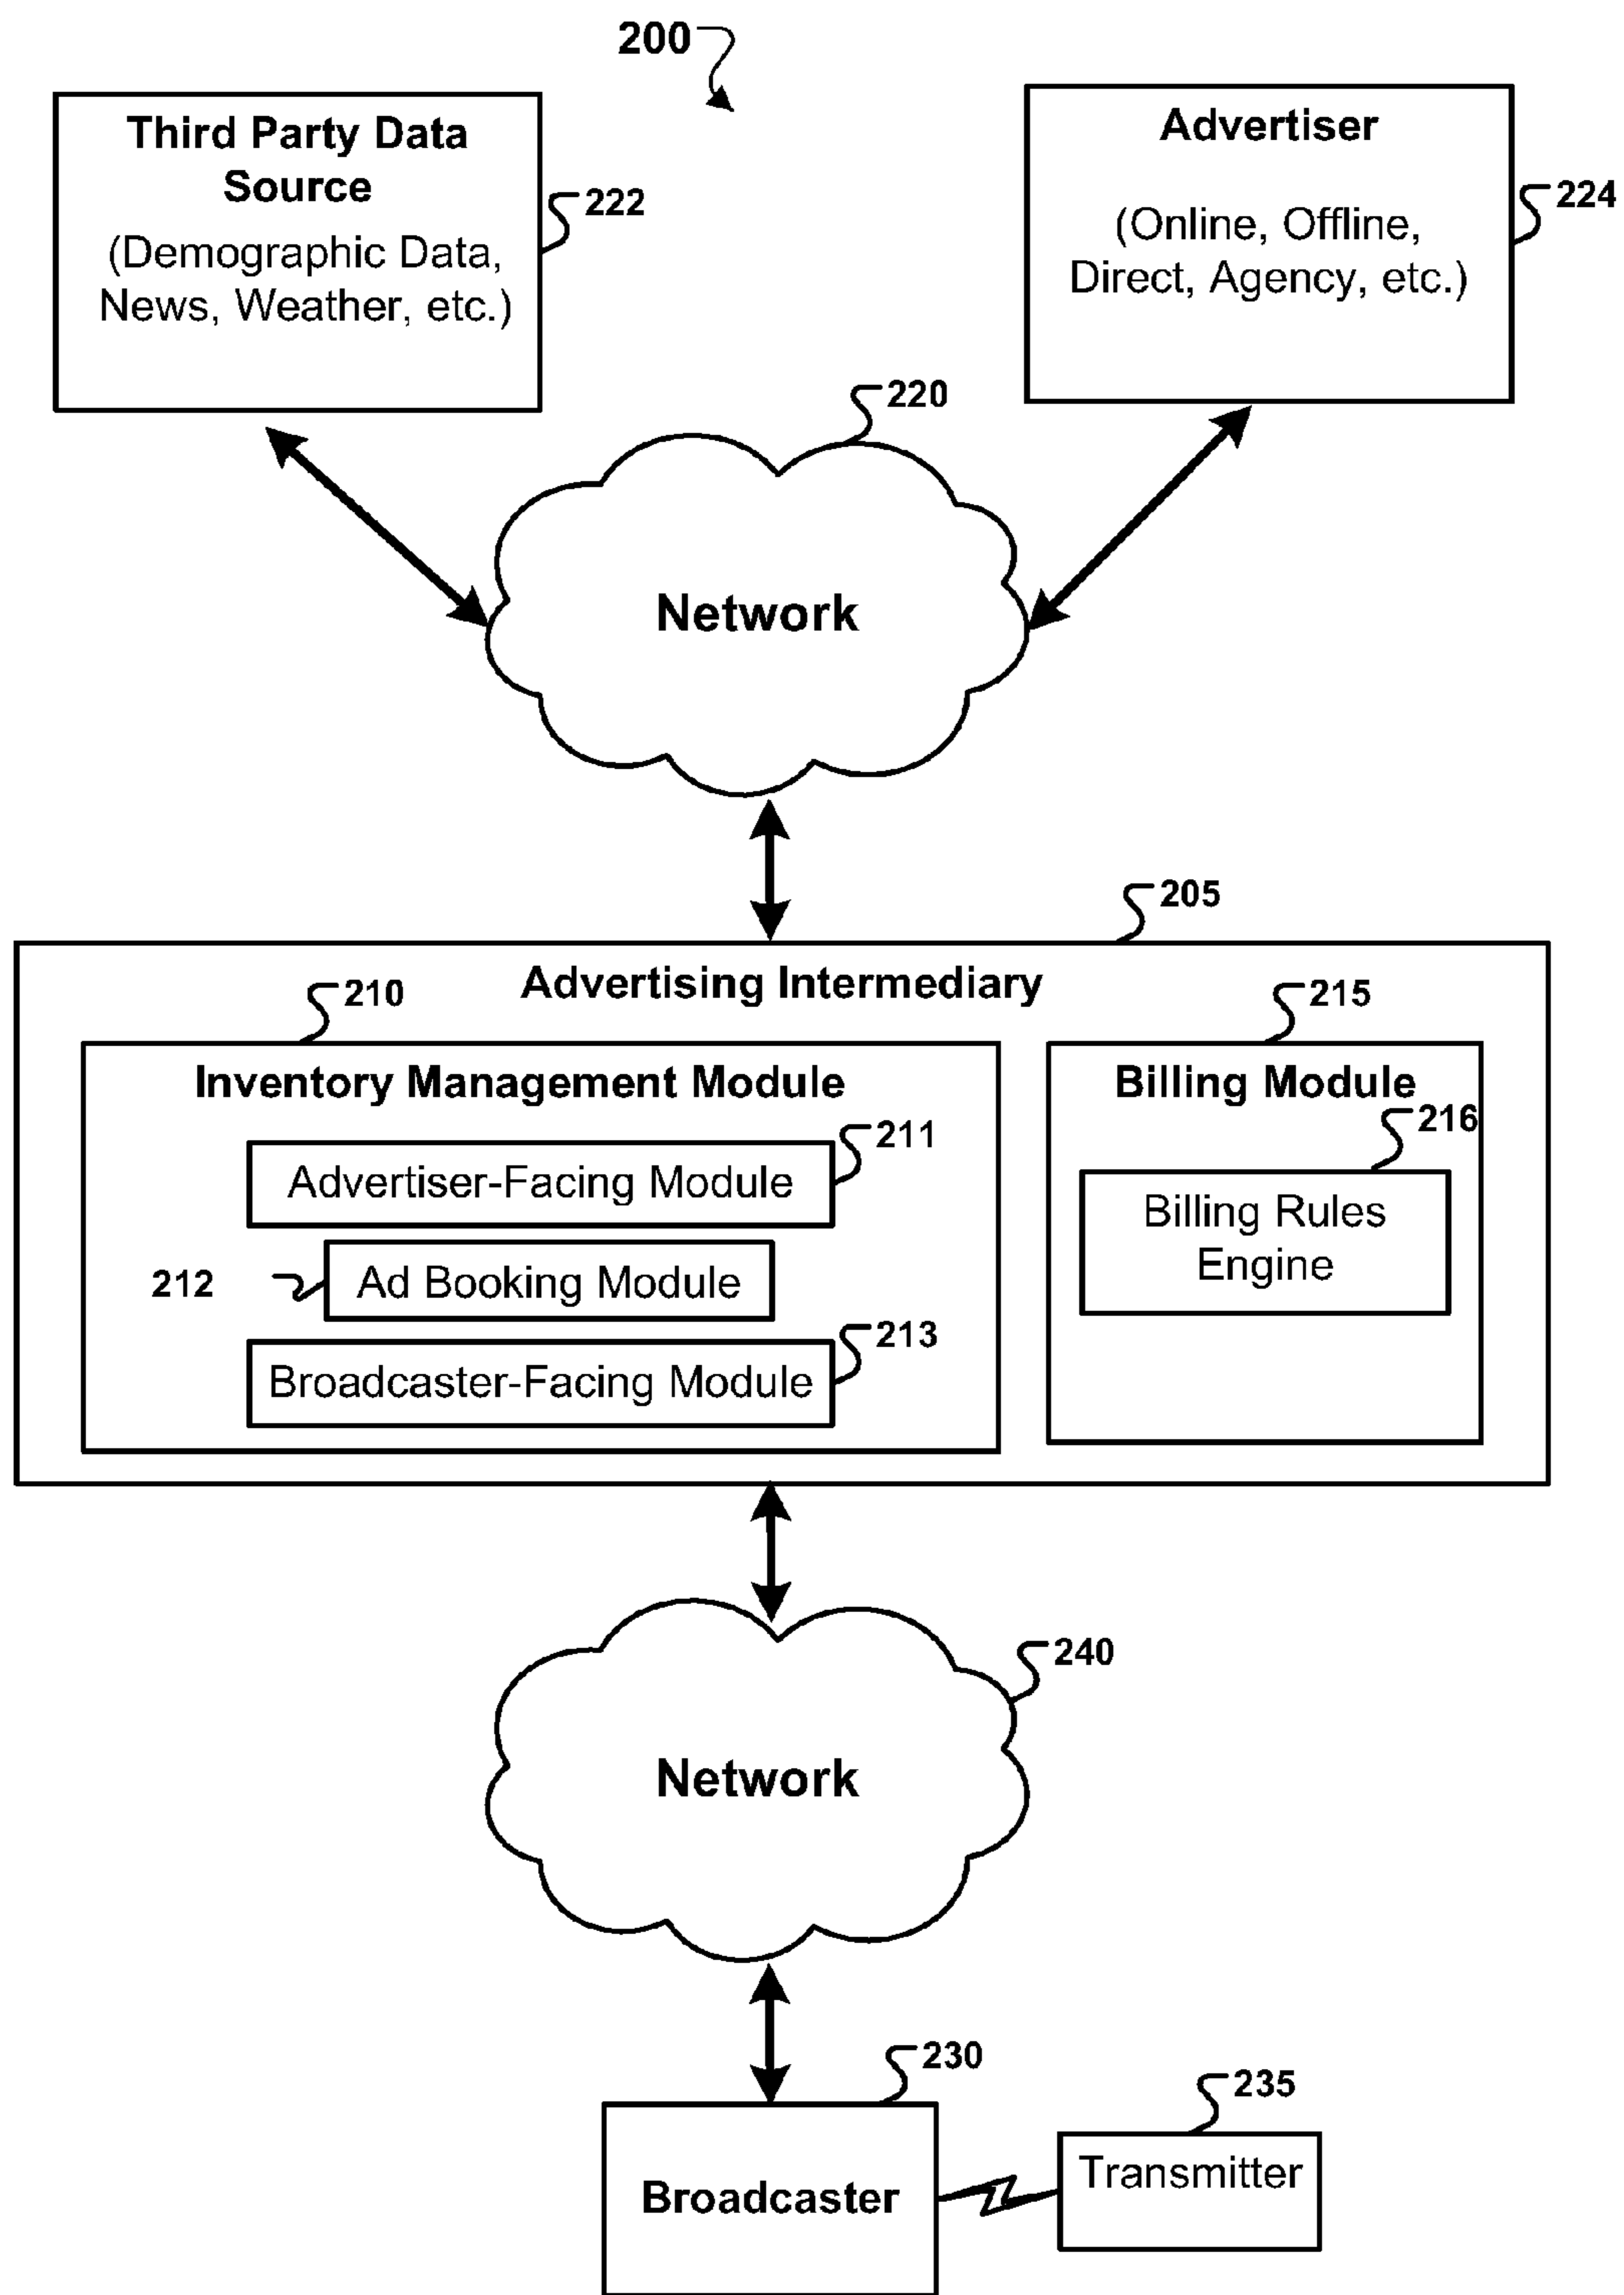 200
Third Party Data
Source
(Demographic Data,
News, Weather, etc.)
222
Advertiser
(Online, Offline,
Direct, Agency, etc.)
224
220
Network
205
Advertising Intermediary
210
Inventory Management Module
211
Advertiser-Facing Module
212
Ad Booking Module
213
Broadcaster-Facing Module
215
Billing Module
216
Billing Rules
Engine
240
Network
230
Broadcaster
235
Transmitter